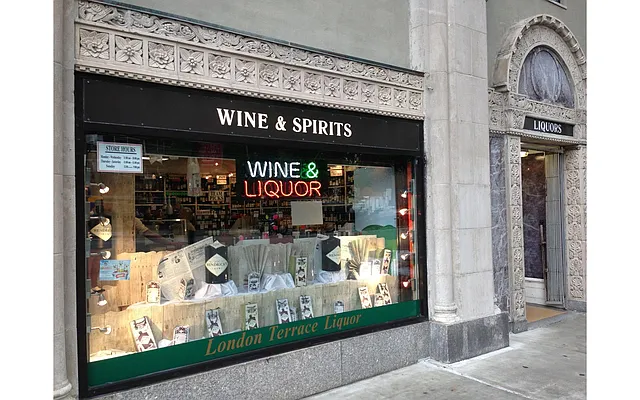 WINE & SPIRITS
LIQUORS
STORE HOURS
WINE &
LIQUOR
London Terrace Liquor